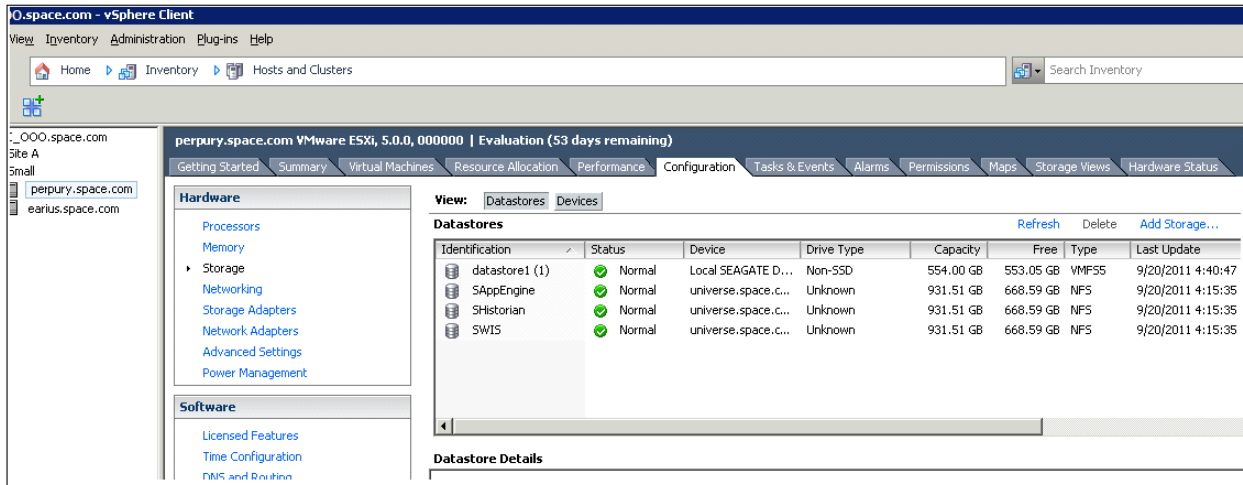 O.space.com - vSphere Client
View Inventory Administration Plug-ins Help
Home Inventory Hosts and Clusters Search Inventory
_OOO.space.com
Site A
Small
perpury.space.com
earius.space.com
perpury.space.com VMware ESXi, 5.0.0, 000000 | Evaluation (53 days remaining)
Getting Started Summary Virtual Machines Resource Allocation Performance Configuration Tasks & Events Alarms Permissions Maps Storage Views Hardware Status
Hardware
Processors
Memory
Storage
Networking
Storage Adapters
Network Adapters
Advanced Settings
Power Management
Software
Licensed Features
Time Configuration
DNS and Routing
View: Datastores Devices
Datastores Refresh Delete Add Storage...
Identification Status Device Drive Type Capacity Free Type Last Update
datastore1 (1) Normal Local SEAGATE D... Non-SSD 554.00 GB 553.05 GB VMFS5 9/20/2011 4:40:47
SAppEngine Normal universe.space.c... Unknown 931.51 GB 668.59 GB NFS 9/20/2011 4:15:35
SHistorian Normal universe.space.c... Unknown 931.51 GB 668.59 GB NFS 9/20/2011 4:15:35
SWIS Normal universe.space.c... Unknown 931.51 GB 668.59 GB NFS 9/20/2011 4:15:35
Datastore Details